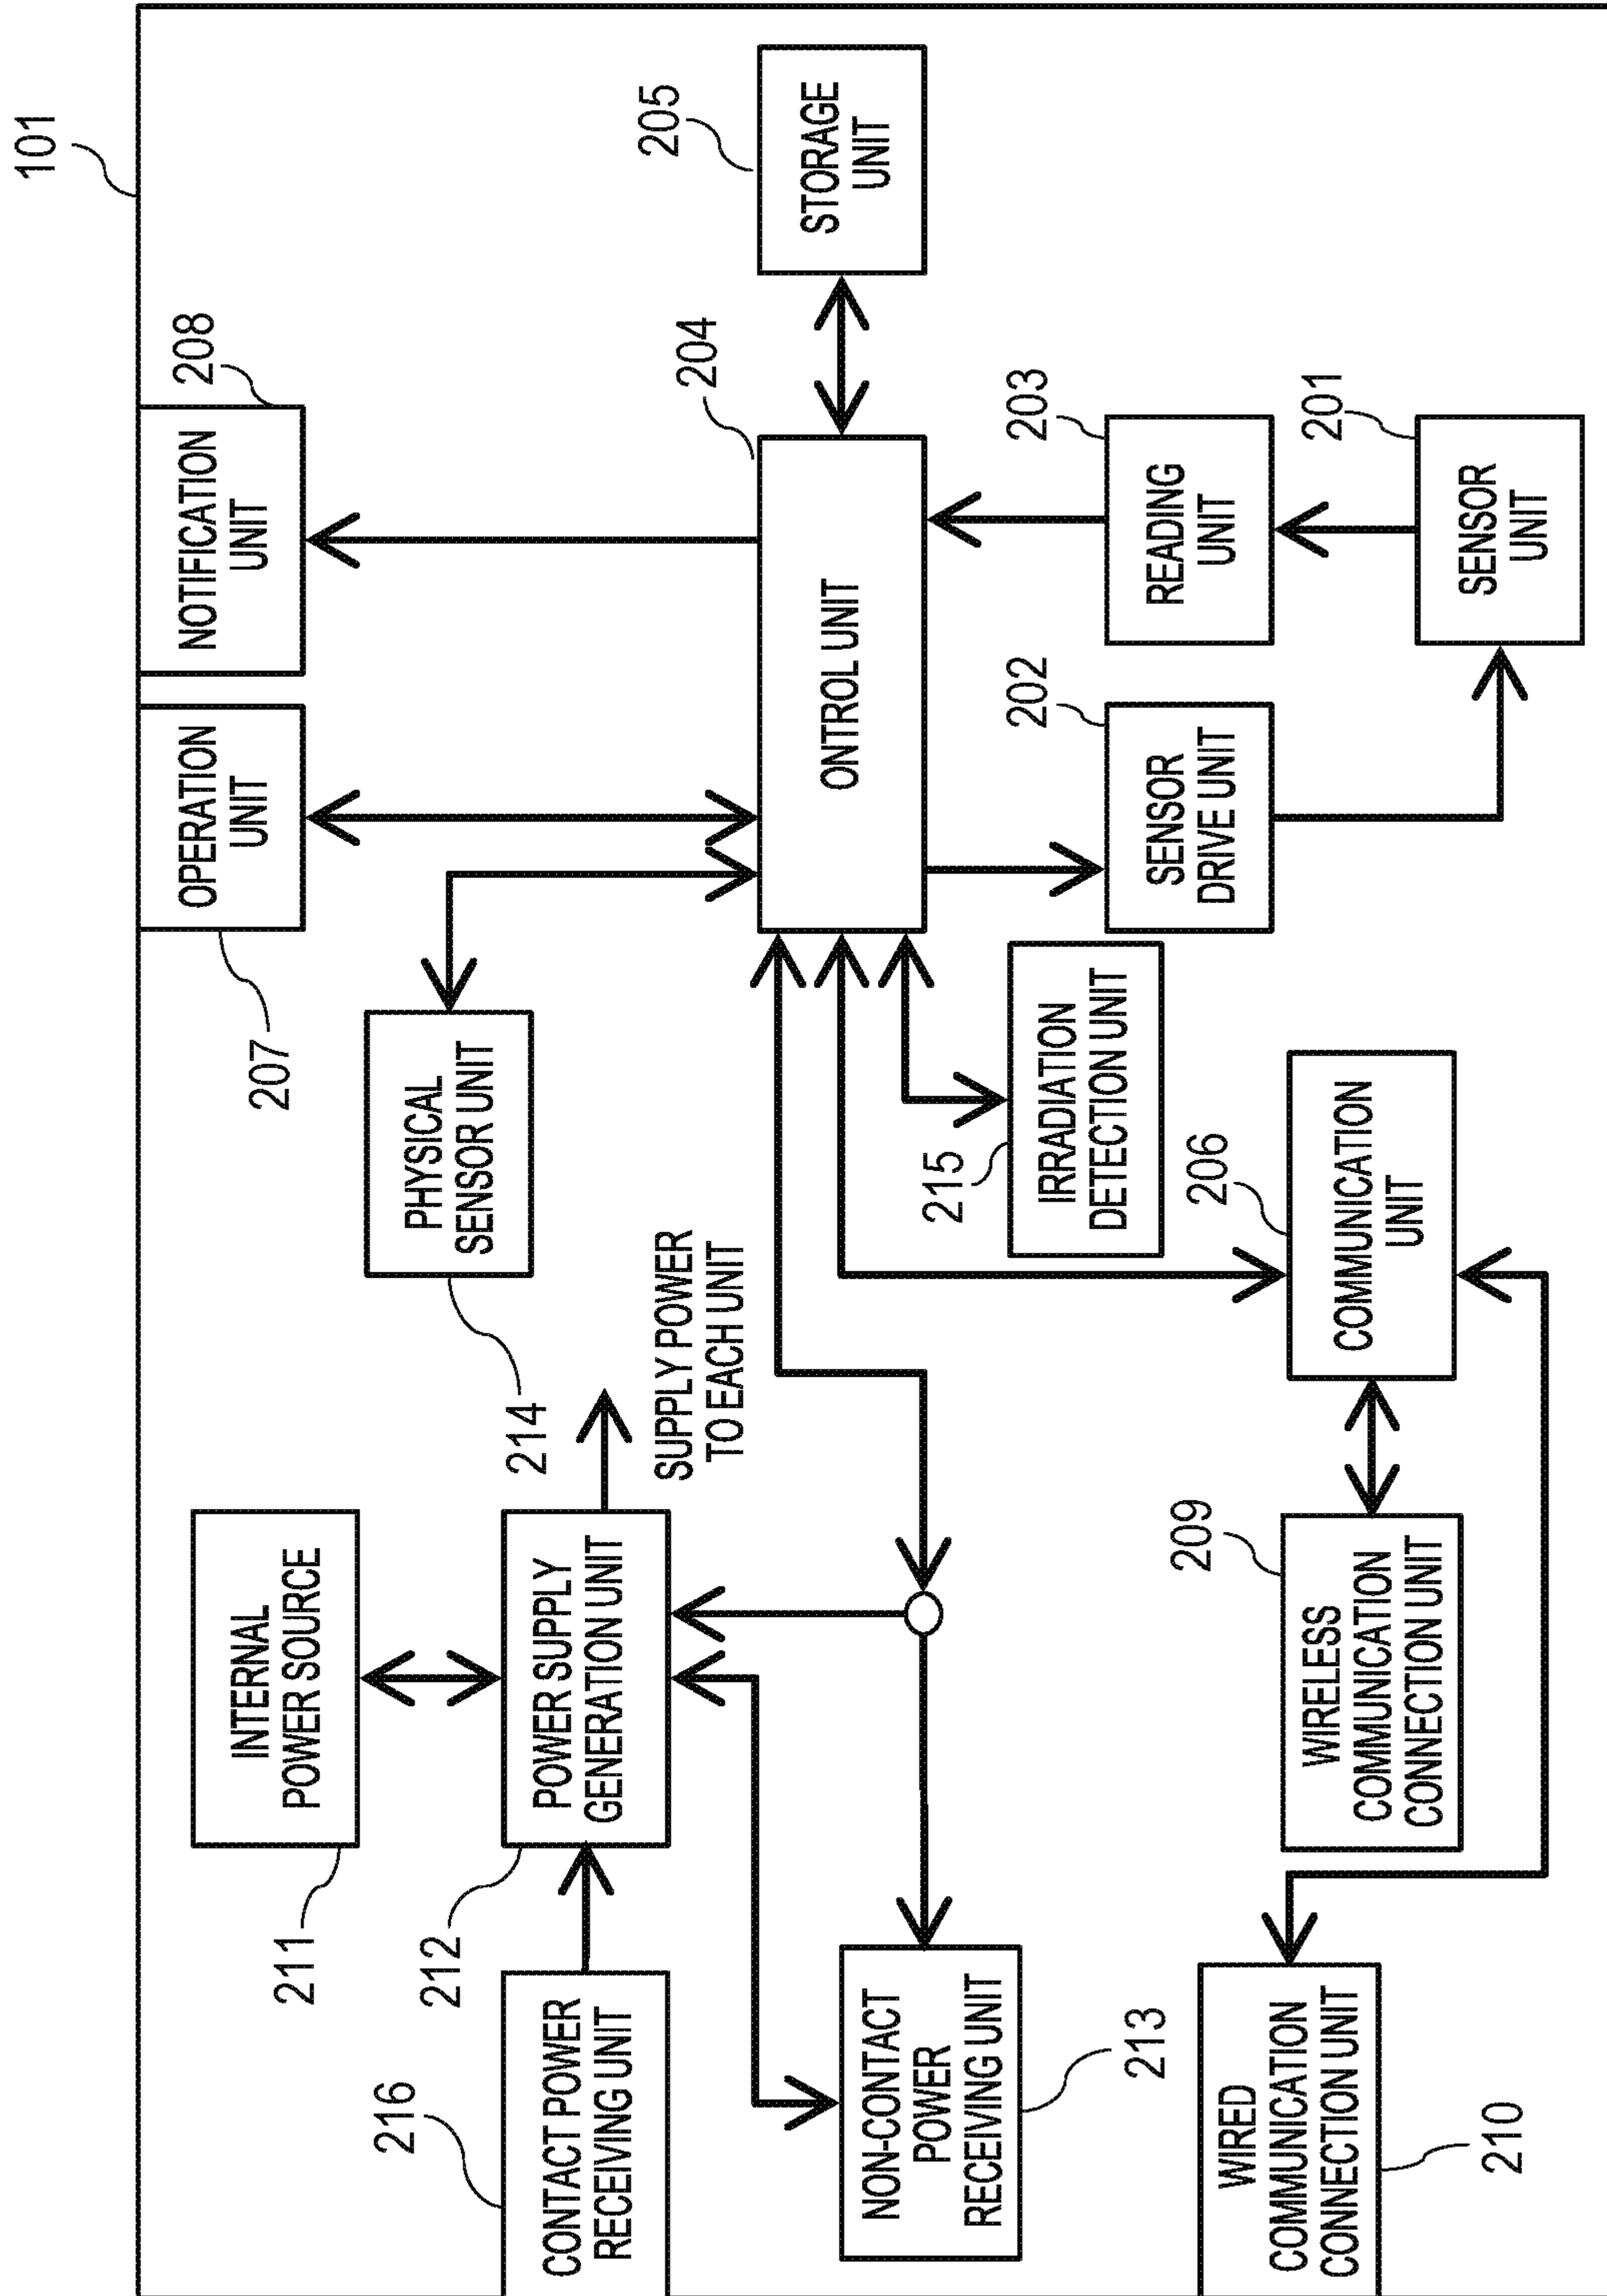 101
INTERNAL
POWER SOURCE
OPERATION
UNIT
NOTIFICATION
UNIT
208
211
207
216
PHYSICAL
SENSOR UNIT
212
214
CONTACT POWER
RECEIVING UNIT
POWER SUPPLY
GENERATION UNIT
SUPPLY POWER
TO EACH UNIT
204
205
ONTROL UNIT
STORAGE
UNIT
NON-CONTACT
POWER
RECEIVING UNIT
215
202
203
IRRADIATION
DETECTION UNIT
213
SENSOR
DRIVE UNIT
READING
UNIT
209
206
201
WIRED
COMMUNICATION
CONNECTION UNIT
WIRELESS
COMMUNICATION
CONNECTION UNIT
COMMUNICATION
UNIT
SENSOR
UNIT
210